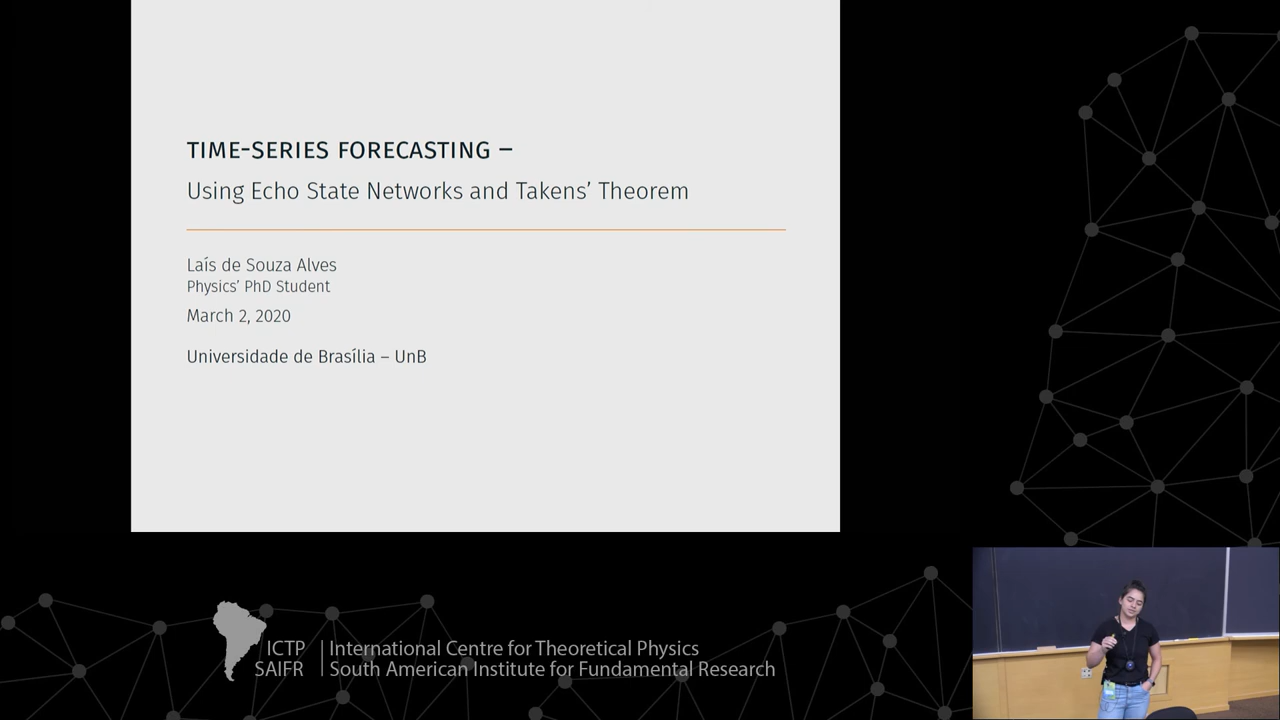 TIME-SERIES FORECASTING –
Using Echo State Networks and Takens’ Theorem
Laís de Souza Alves
Physics’ PhD Student
March 2, 2020
Universidade de Brasília – UnB
ICTP
SAIFR
International Centre for Theoretical Physics
South American Institute for Fundamental Research